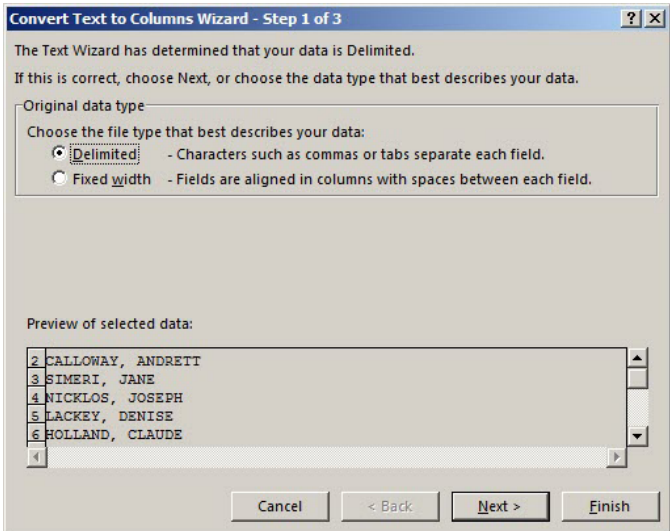 Convert Text to Columns Wizard - Step 1 of 3
The Text Wizard has determined that your data is Delimited.
If this is correct, choose Next, or choose the data type that best describes your data.
Original data type
Choose the file type that best describes your data:
Delimited - Characters such as commas or tabs separate each field.
Fixed width - Fields are aligned in columns with spaces between each field.
Preview of selected data:
2 CALLOWAY, ANDRETT
3 SIMERI, JANE
4 NICKLOS, JOSEPH
5 LACKEY, DENISE
6 HOLLAND, CLAUDE
Cancel < Back Next > Finish